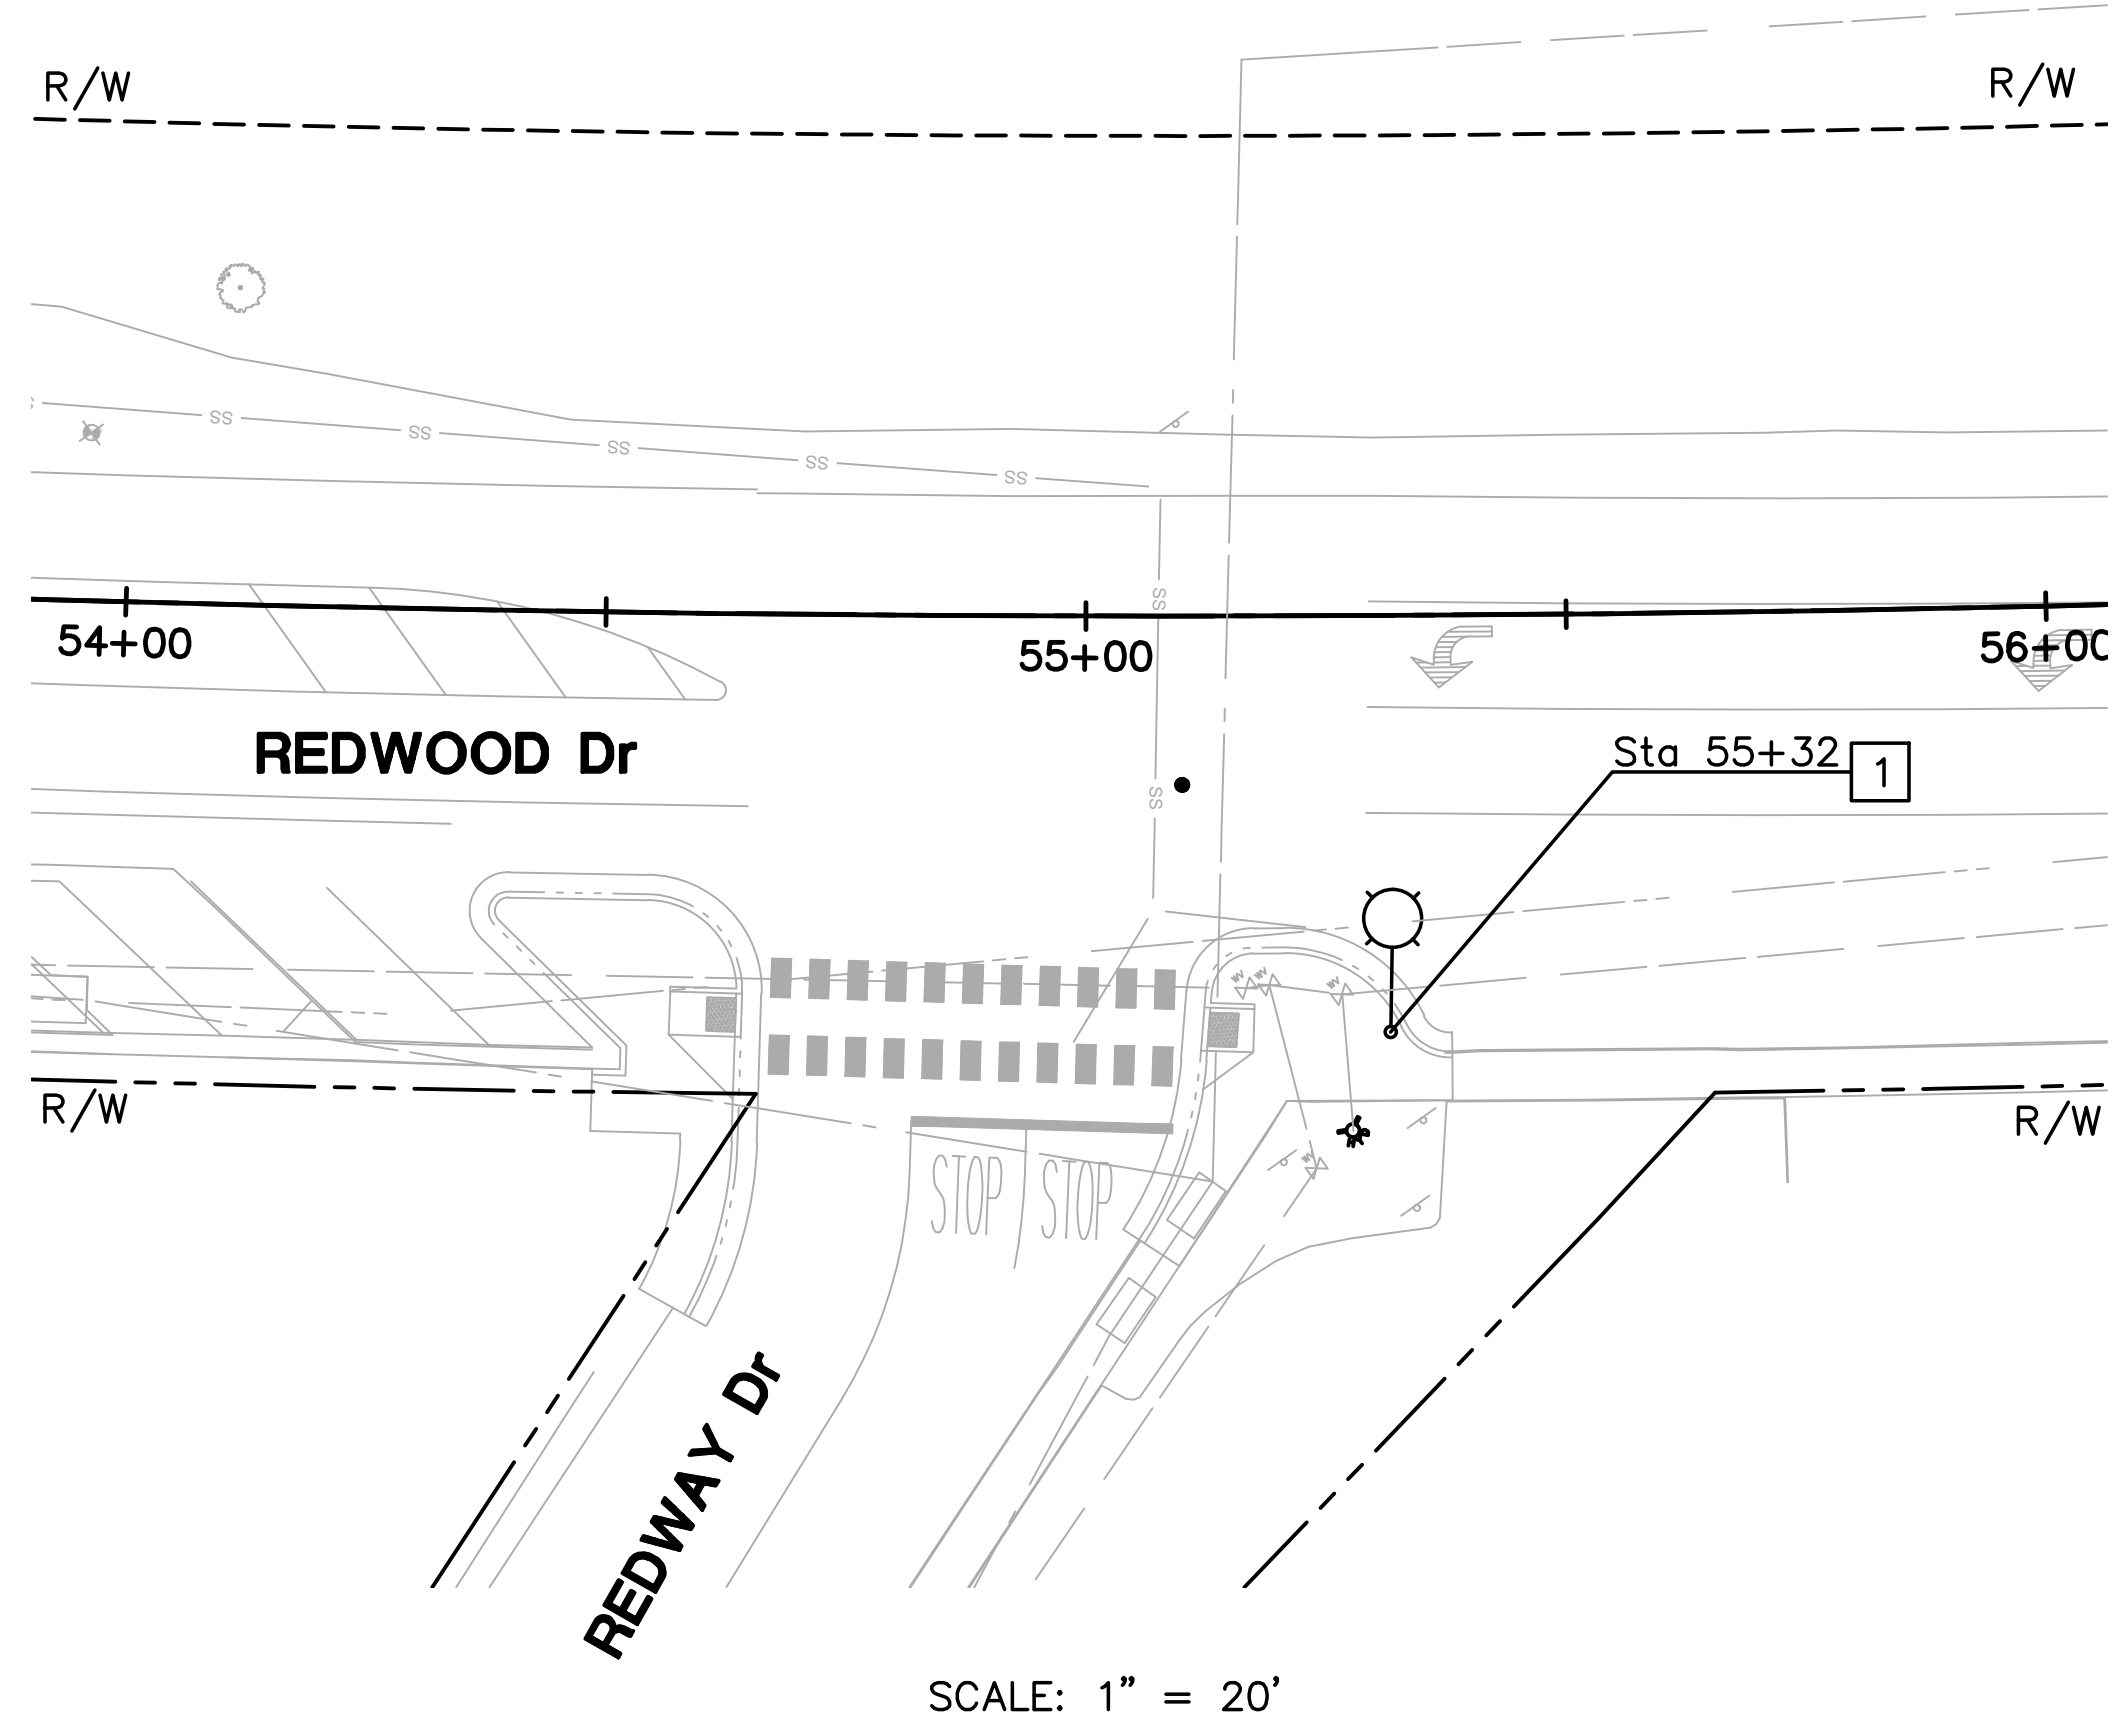 R/W
R/W
SS
SS
SS
SS
SS
SS
54+00
55+00
56+00
REDWOOD Dr
Sta 55+32
1
SS
W
W
W
R/W
R/W
W
STOP
STOP
REDWAY Dr
SCALE: 1" = 20'